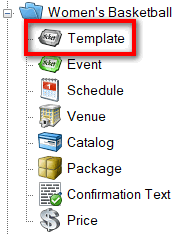 Women's Basketball
Template
Event
Schedule
Venue
Catalog
Package
Confirmation Text
Price